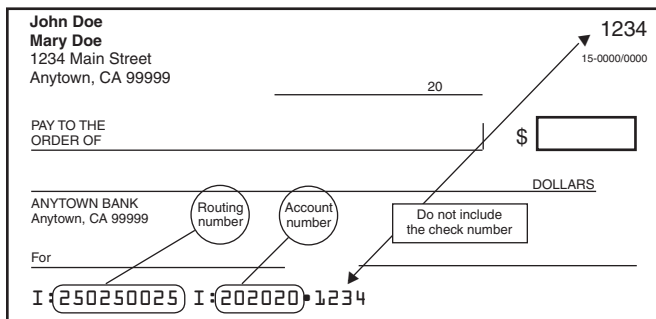 John Doe
Mary Doe
1234 Main Street
Anytown, CA 99999
1234
15-0000/0000
20
PAY TO THE
ORDER OF
$
DOLLARS
ANYTOWN BANK
Anytown, CA 99999
Routing
number
Account
number
Do not include
the check number
For
I:250250025 I:202020•1234